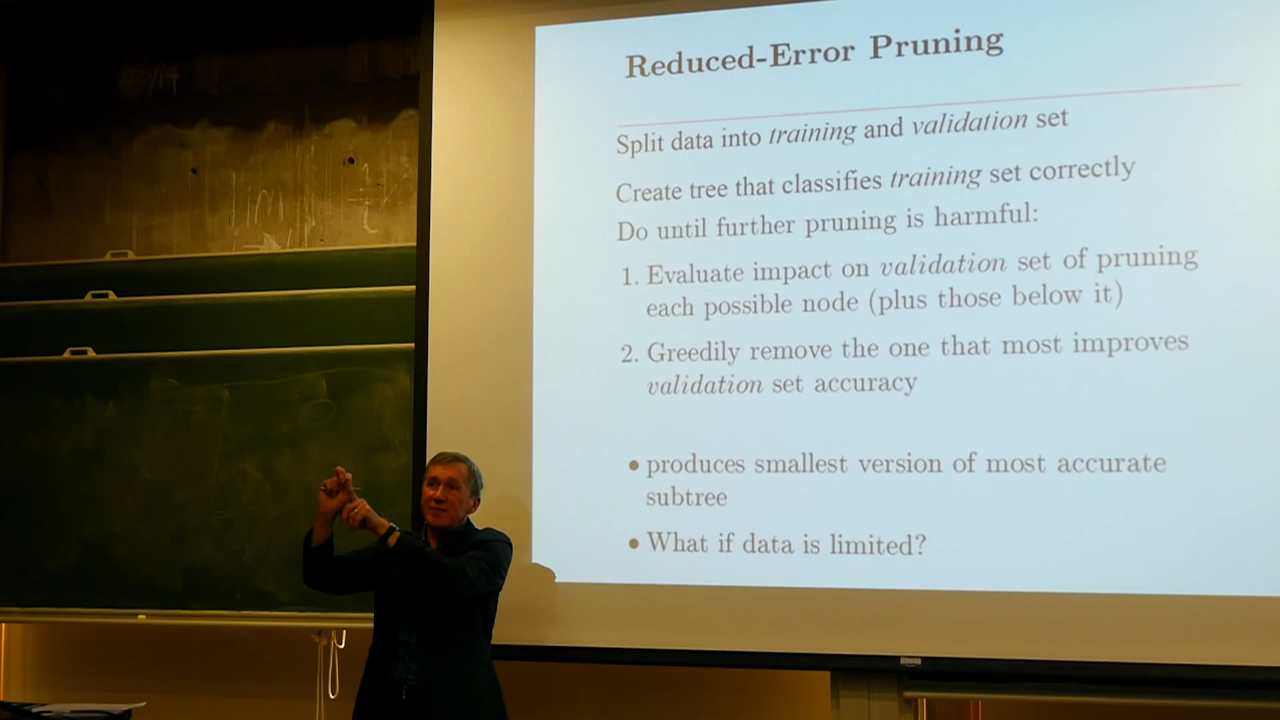 Reduced-Error Pruning
Split data into training and validation set
Create tree that classifies training set correctly
Do until further pruning is harmful:
1. Evaluate impact on validation set of pruning
each possible node (plus those below it)
2. Greedily remove the one that most improves
validation set accuracy
• produces smallest version of most accurate
subtree
• What if data is limited?